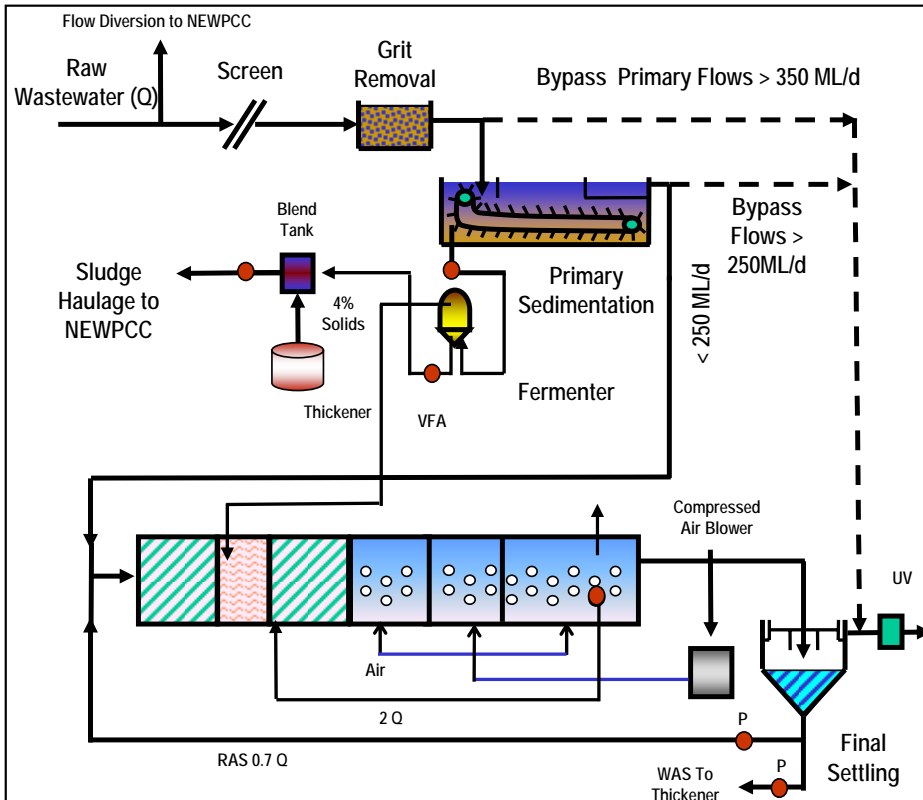 Flow Diversion to NEWPCC
Raw
Wastewater (Q)
Screen
Grit
Removal
Bypass Primary Flows > 350 ML/d
Bypass
Flows >
250ML/d
Blend
Tank
Sludge
Haulage to
NEWPCC
4%
Solids
Primary
Sedimentation
< 250 ML/d
Fermenter
Thickener
VFA
Compressed
Air Blower
UV
Air
2 Q
RAS 0.7 Q
P
P
Final
Settling
WAS To
Thickener